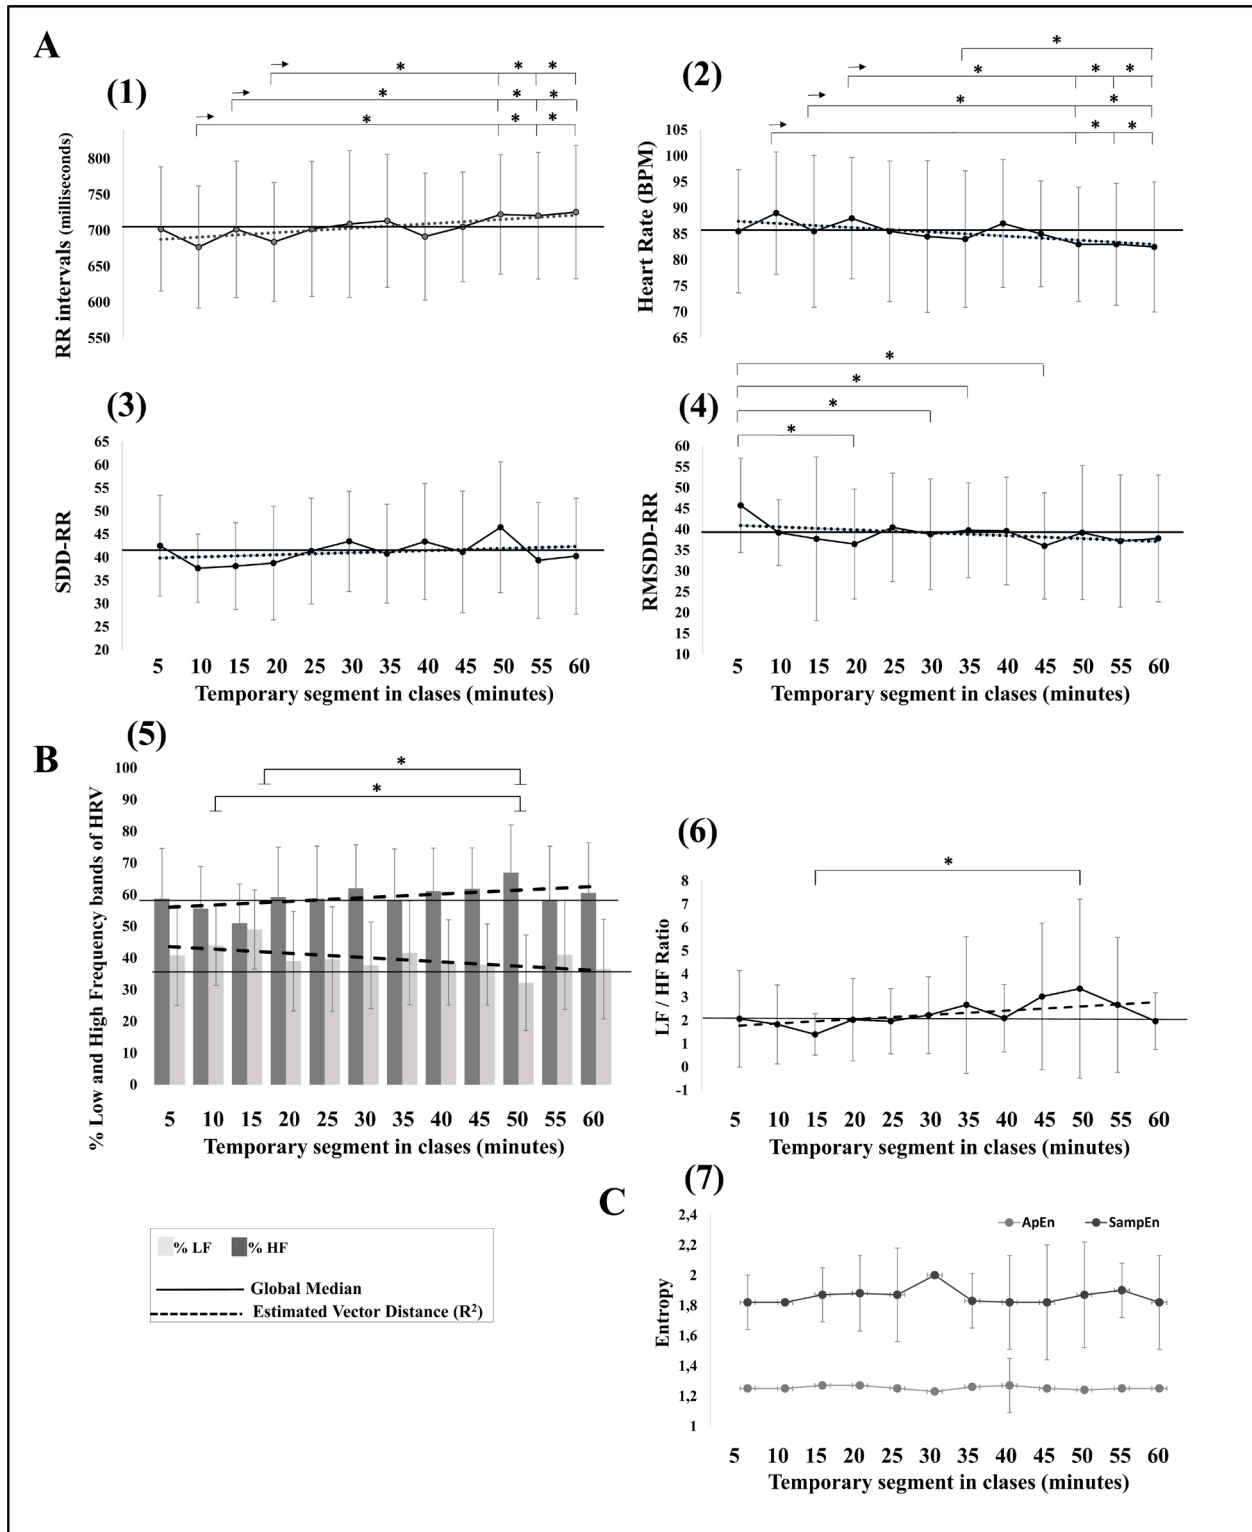 A
(1)
→ * * *
→ * * *
→ * * *
RR intervals (milliseconds)
800
750
700
650
600
550
(2)
*
→ * * *
→ * *
→ * *
Heart Rate (BPM)
105
100
95
90
85
80
75
70
65
(3)
SDD-RR
65
60
55
50
45
40
35
30
25
20
5 10 15 20 25 30 35 40 45 50 55 60
Temporary segment in clases (minutes)
(4)
*
*
*
*
RMSDD-RR
60
55
50
45
40
35
30
25
20
15
10
5 10 15 20 25 30 35 40 45 50 55 60
Temporary segment in clases (minutes)
B
(5)
*
*
% Low and High Frequency bands of HRV
100
90
80
70
60
50
40
30
20
10
0
5 10 15 20 25 30 35 40 45 50 55 60
Temporary segment in clases (minutes)
(6)
*
LF / HF Ratio
8
7
6
5
4
3
2
1
0
-1
5 10 15 20 25 30 35 40 45 50 55 60
Temporary segment in clases (minutes)
% LF % HF
Global Median
Estimated Vector Distance (R²)
C
(7)
ApEn SampEn
Entropy
2,4
2,2
2
1,8
1,6
1,4
1,2
1
5 10 15 20 25 30 35 40 45 50 55 60
Temporary segment in clases (minutes)